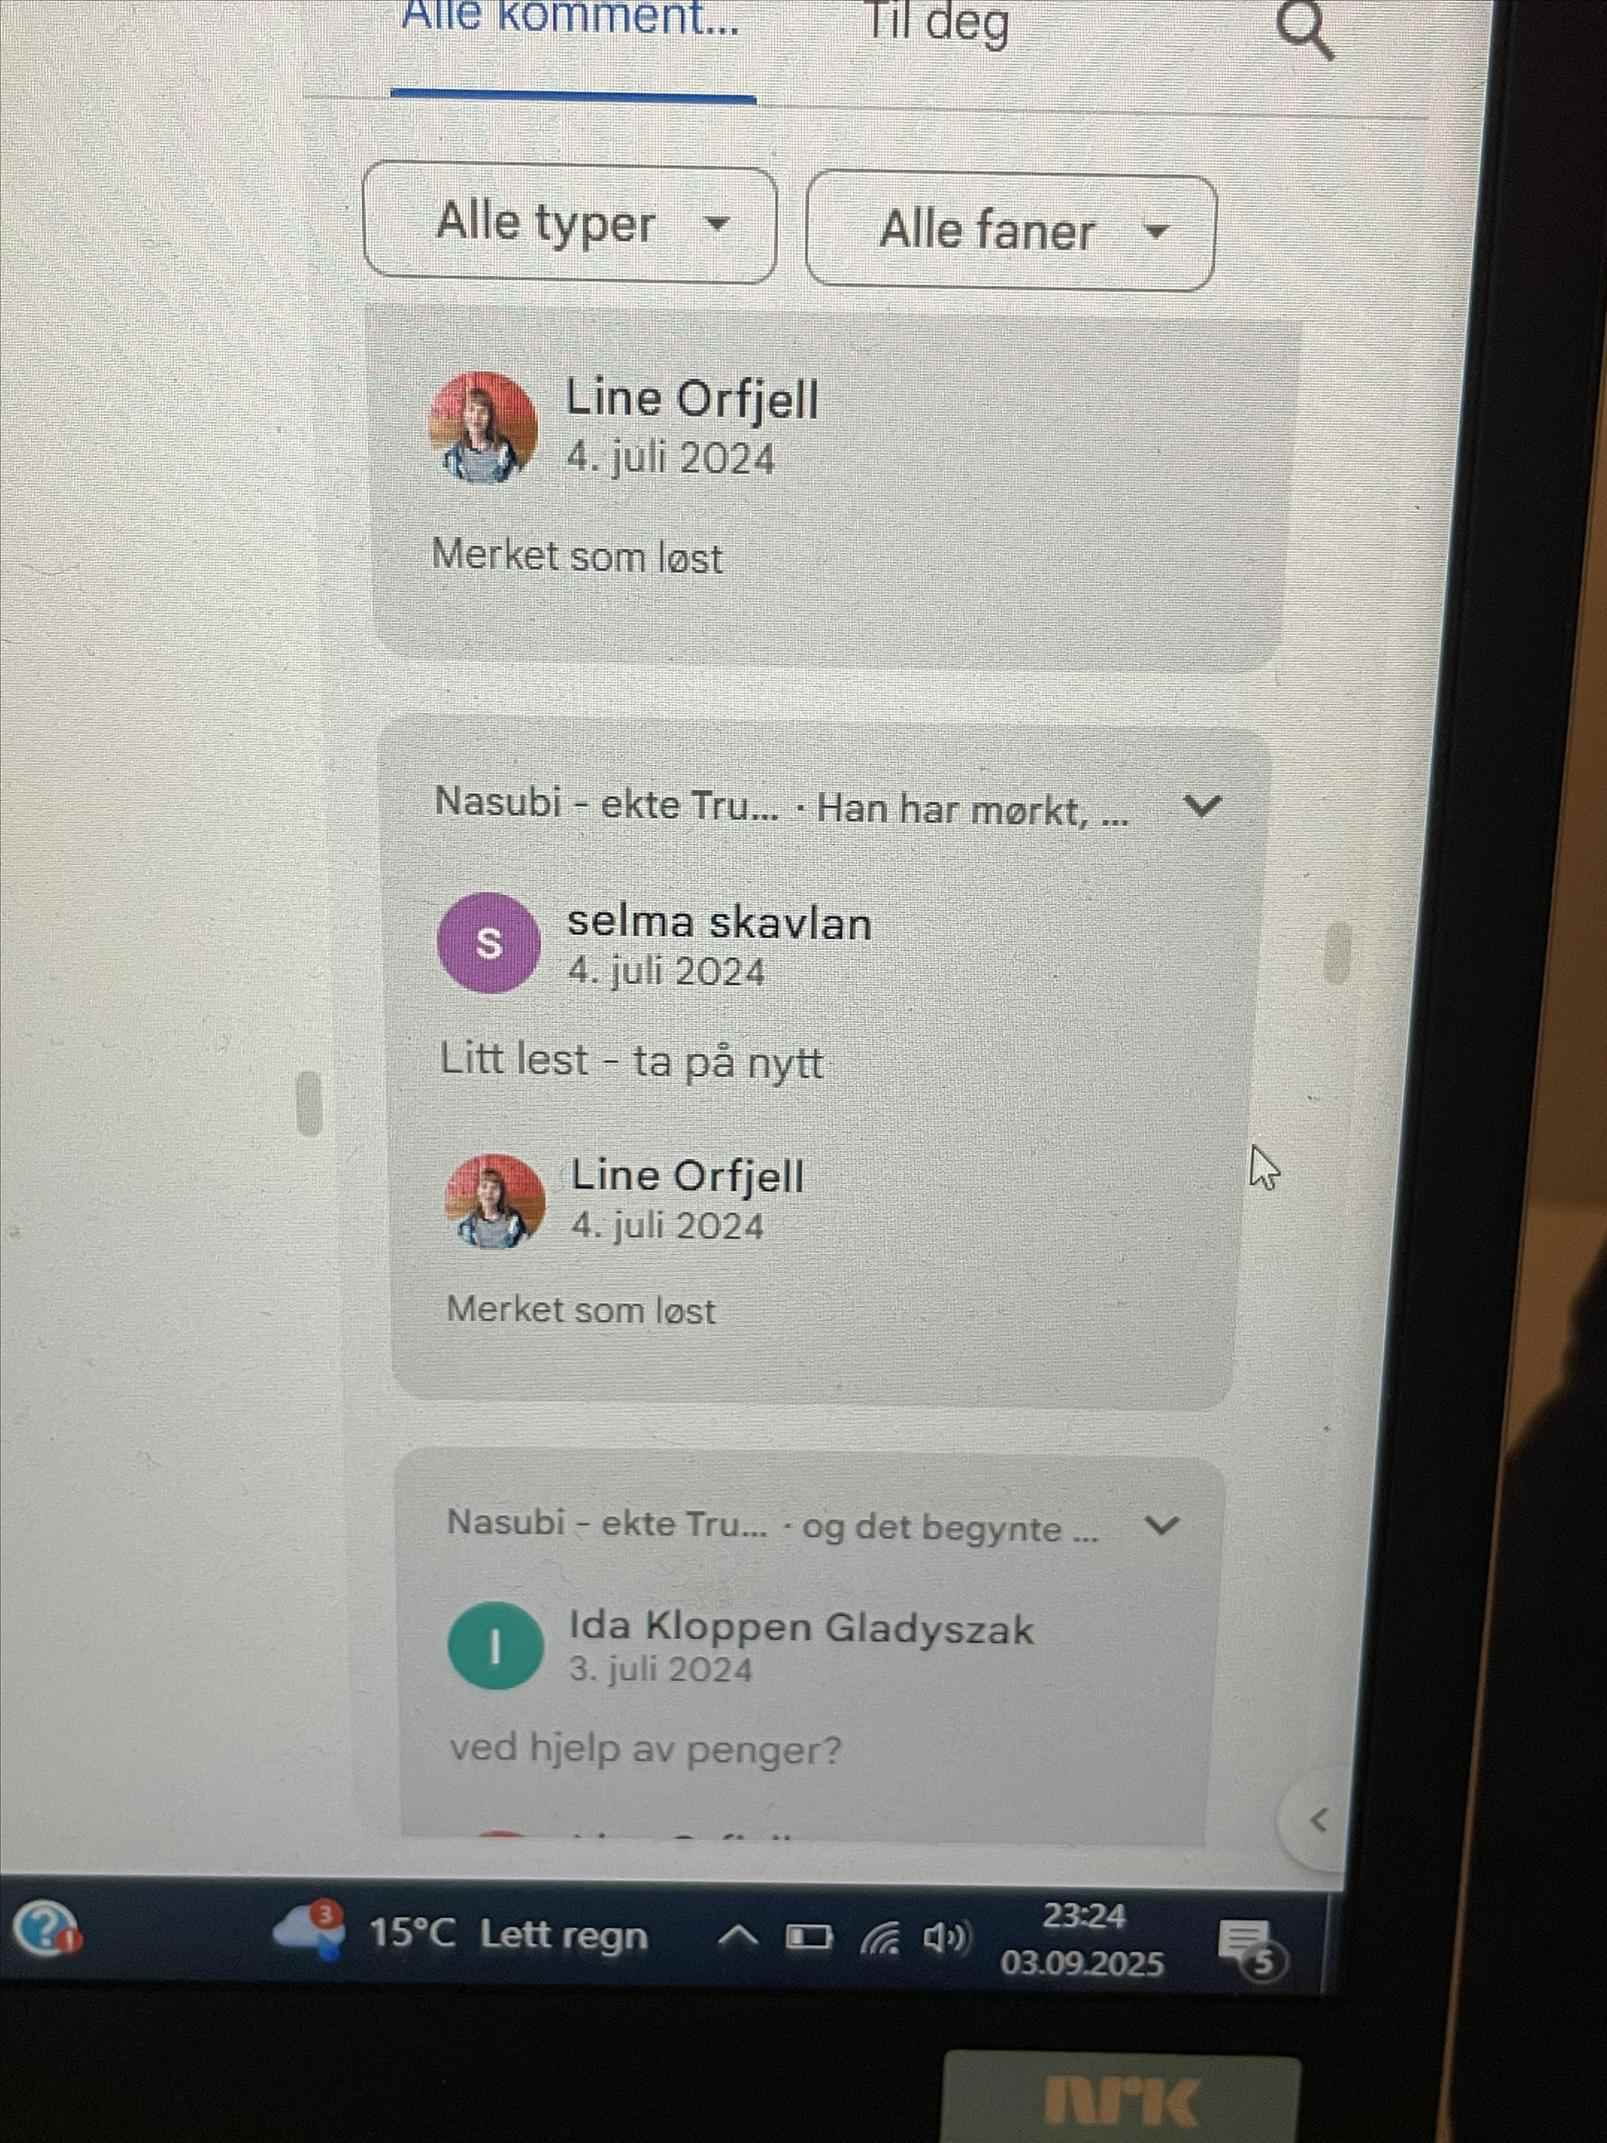 Alle komment...
Til deg
Alle typer
Alle faner
Line Orfjell
4. juli 2024
Merket som løst
Nasubi - ekte Tru... · Han har mørkt, ...
S
selma skavlan
4. juli 2024
Litt lest - ta på nytt
Line Orfjell
4. juli 2024
Merket som løst
Nasubi - ekte Tru... · og det begynte ...
I
Ida Kloppen Gladyszak
3. juli 2024
ved hjelp av penger?
3
15°C Lett regn
23:24
03.09.2025
5
NRK